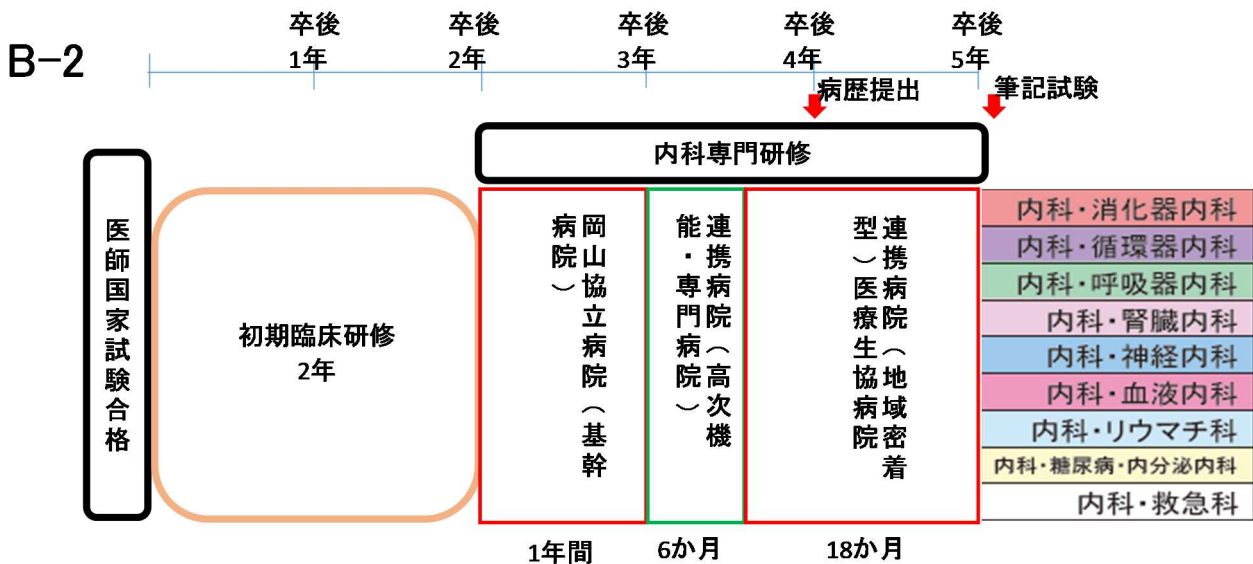 B-2
卒後
1年
卒後
2年
卒後
3年
卒後
4年
卒後
5年
病歴提出
筆記試験
内科専門研修
医師国家試験合格
初期臨床研修
2年
岡山協立病院（基幹
病院）
連携病院（高次機
能・専門病院）
連携病院（地域密着
型）医療生協病院
内科・消化器内科
内科・循環器内科
内科・呼吸器内科
内科・腎臓内科
内科・神経内科
内科・血液内科
内科・リウマチ科
内科・糖尿病・内分泌内科
内科・救急科
1年間
6か月
18か月